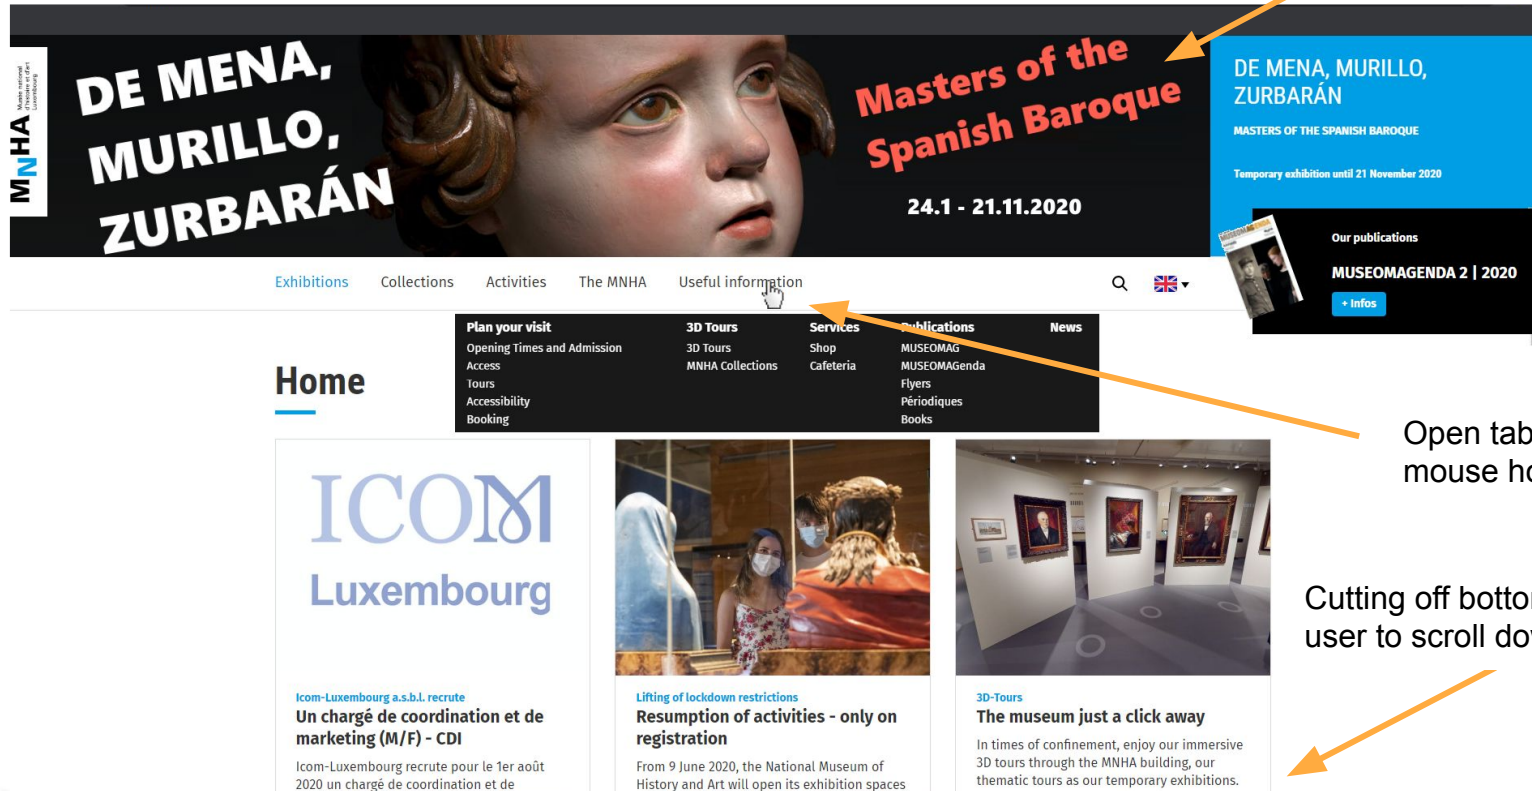 MNHA
Musée national
d'histoire et d'art
Luxembourg
DE MENA,
MURILLO,
ZURBARÁN
Masters of the
Spanish Baroque
24.1 - 21.11.2020
DE MENA, MURILLO,
ZURBARÁN
MASTERS OF THE SPANISH BAROQUE
Temporary exhibition until 21 November 2020
MUSEOMAGENDA
Our publications
MUSEOMAGENDA 2 | 2020
+ Infos
Exhibitions Collections Activities The MNHA Useful information
Plan your visit 3D Tours Services Publications News
Opening Times and Admission 3D Tours Shop MUSEOMAG
Access MNHA Collections Cafeteria MUSEOMAGenda
Tours Flyers
Accessibility Périodiques
Booking Books
Home
Open tab
mouse ho
Cutting off botto
user to scroll do
ICOM
Luxembourg
Icom-Luxembourg a.s.b.l. recrute
Un chargé de coordination et de
marketing (M/F) - CDI
Icom-Luxembourg recrute pour le 1er août
2020 un chargé de coordination et de
Lifting of lockdown restrictions
Resumption of activities - only on
registration
From 9 June 2020, the National Museum of
History and Art will open its exhibition spaces
3D-Tours
The museum just a click away
In times of confinement, enjoy our immersive
3D tours through the MNHA building, our
thematic tours as our temporary exhibitions.